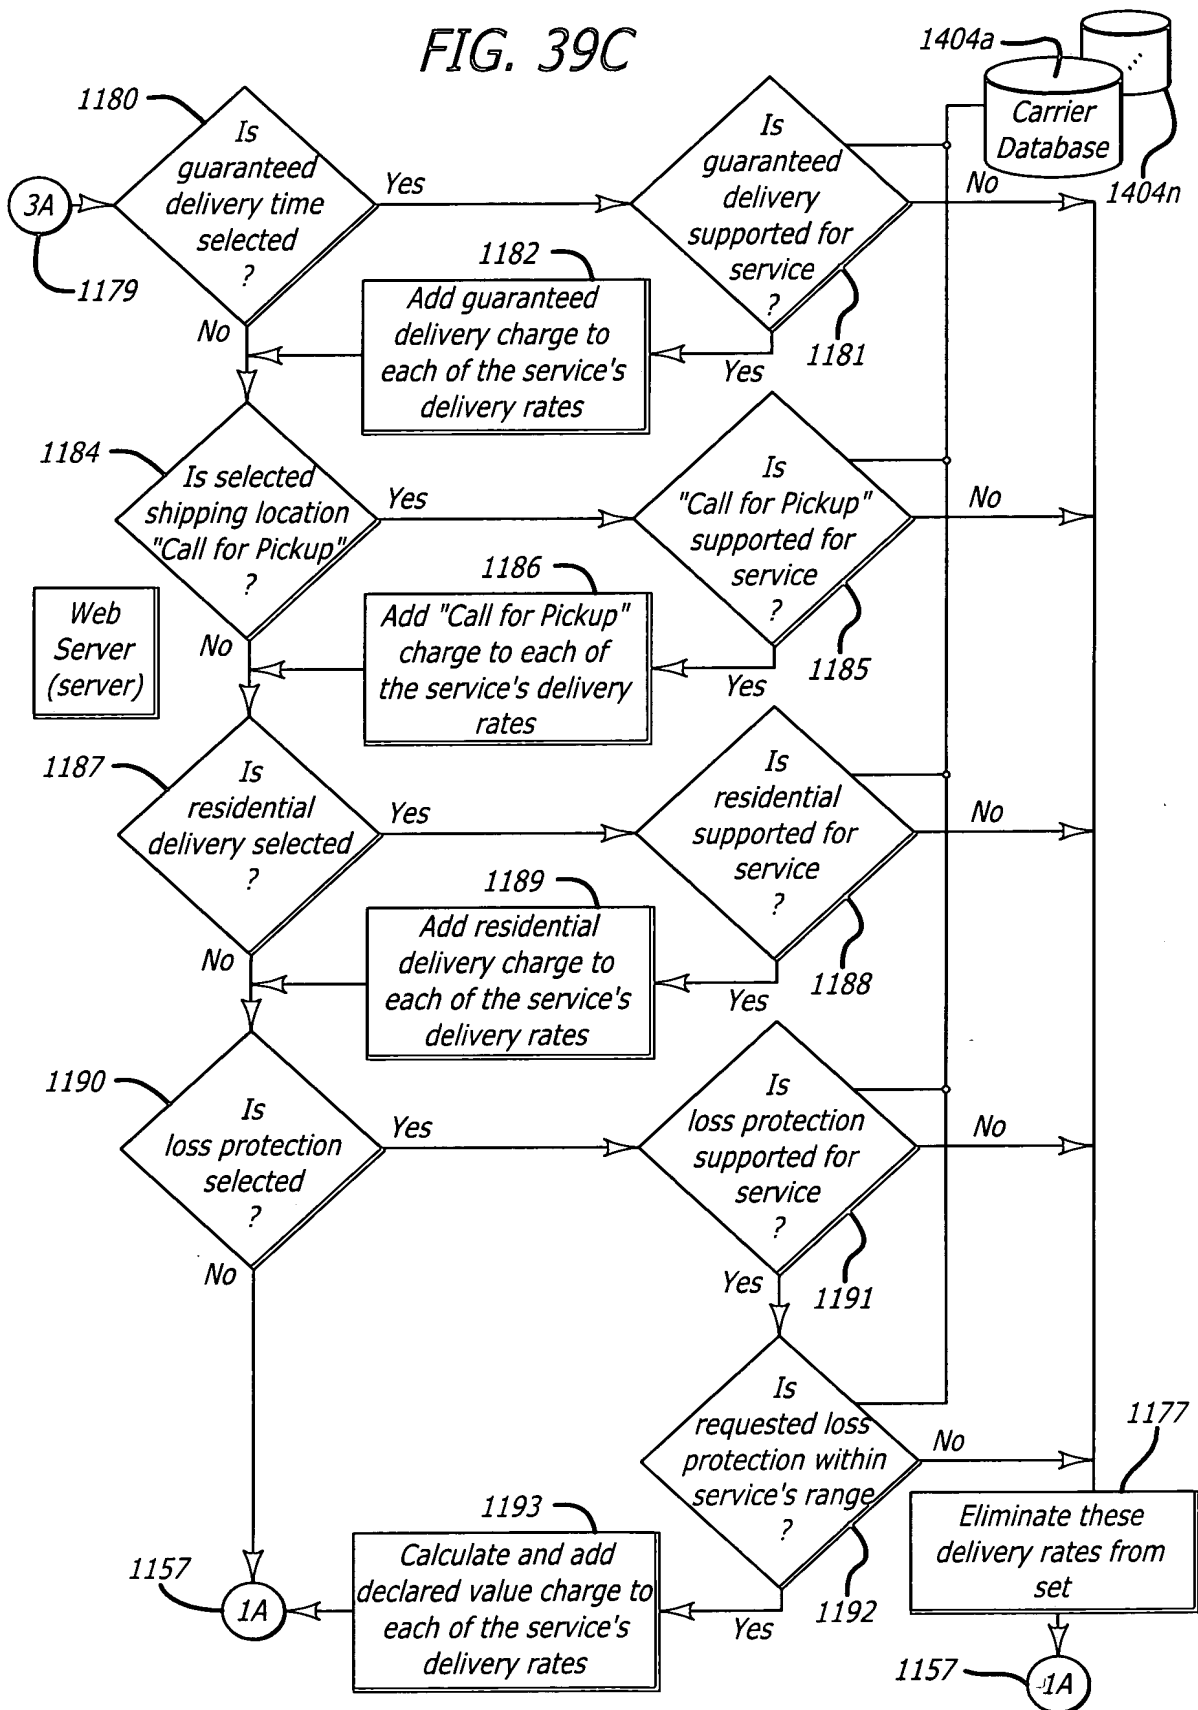 FIG. 39C
1404a
Carrier
Database
1404n
1180
Is
guaranteed
delivery time
selected
?
3A
1179
Yes
Is
guaranteed
delivery
supported for
service
?
No
1181
1182
Add guaranteed
delivery charge to
each of the service's
delivery rates
Yes
No
1184
Is selected
shipping location
"Call for Pickup"
?
Yes
Is
"Call for Pickup"
supported for
service
?
No
1185
Web
Server
(server)
1186
Add "Call for Pickup"
charge to each of
the service's delivery
rates
Yes
No
1187
Is
residential
delivery selected
?
Yes
Is
residential
supported for
service
?
No
1188
1189
Add residential
delivery charge to
each of the service's
delivery rates
Yes
No
1190
Is
loss protection
selected
?
Yes
Is
loss protection
supported for
service
?
No
1191
No
Yes
Is
requested loss
protection within
service's range
?
No
1192
1177
Eliminate these
delivery rates from
set
1193
Calculate and add
declared value charge to
each of the service's
delivery rates
Yes
1157
1A
1157
1A